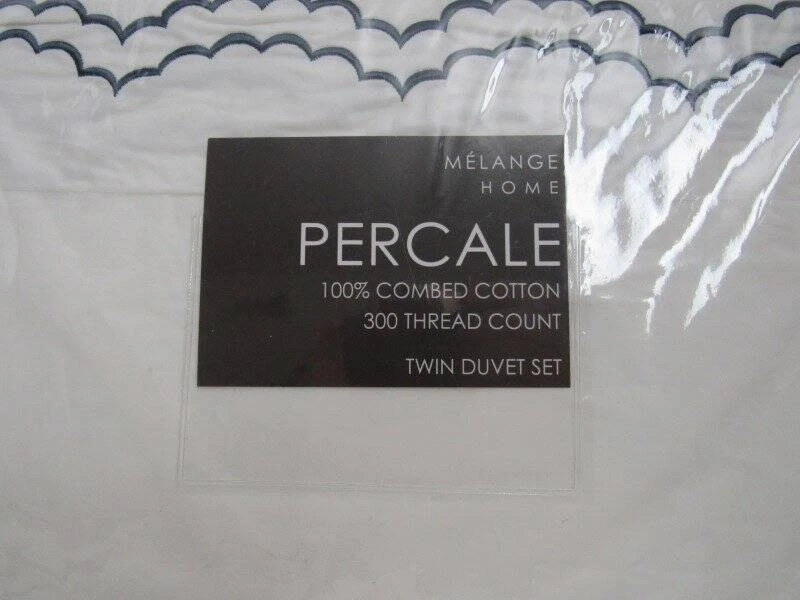 MÉLANGE
HOME
PERCALE
100% COMBED COTTON
300 THREAD COUNT
TWIN DUVET SET